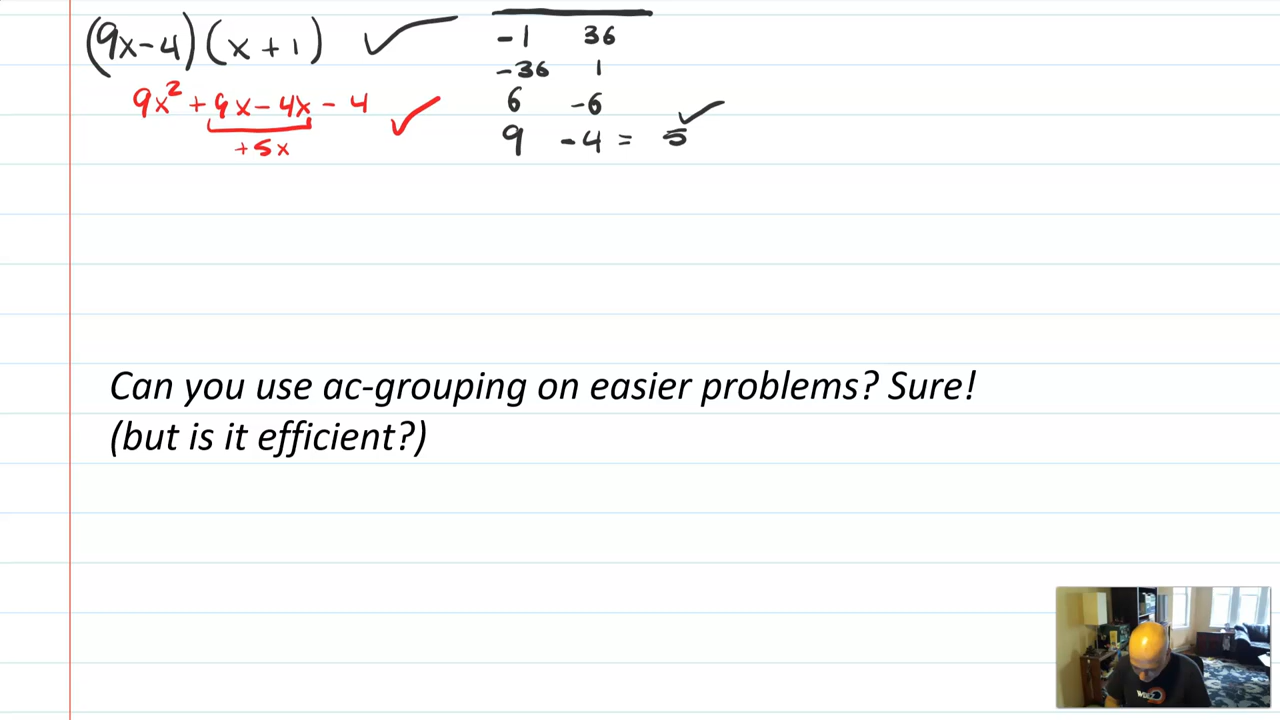 (9x-4)(x+1) ✓
9x² + 9x - 4x - 4 ✓
+5x
-1 36
-36 1
6 -6
9 -4 = 5 ✓
Can you use ac-grouping on easier problems? Sure!
(but is it efficient?)